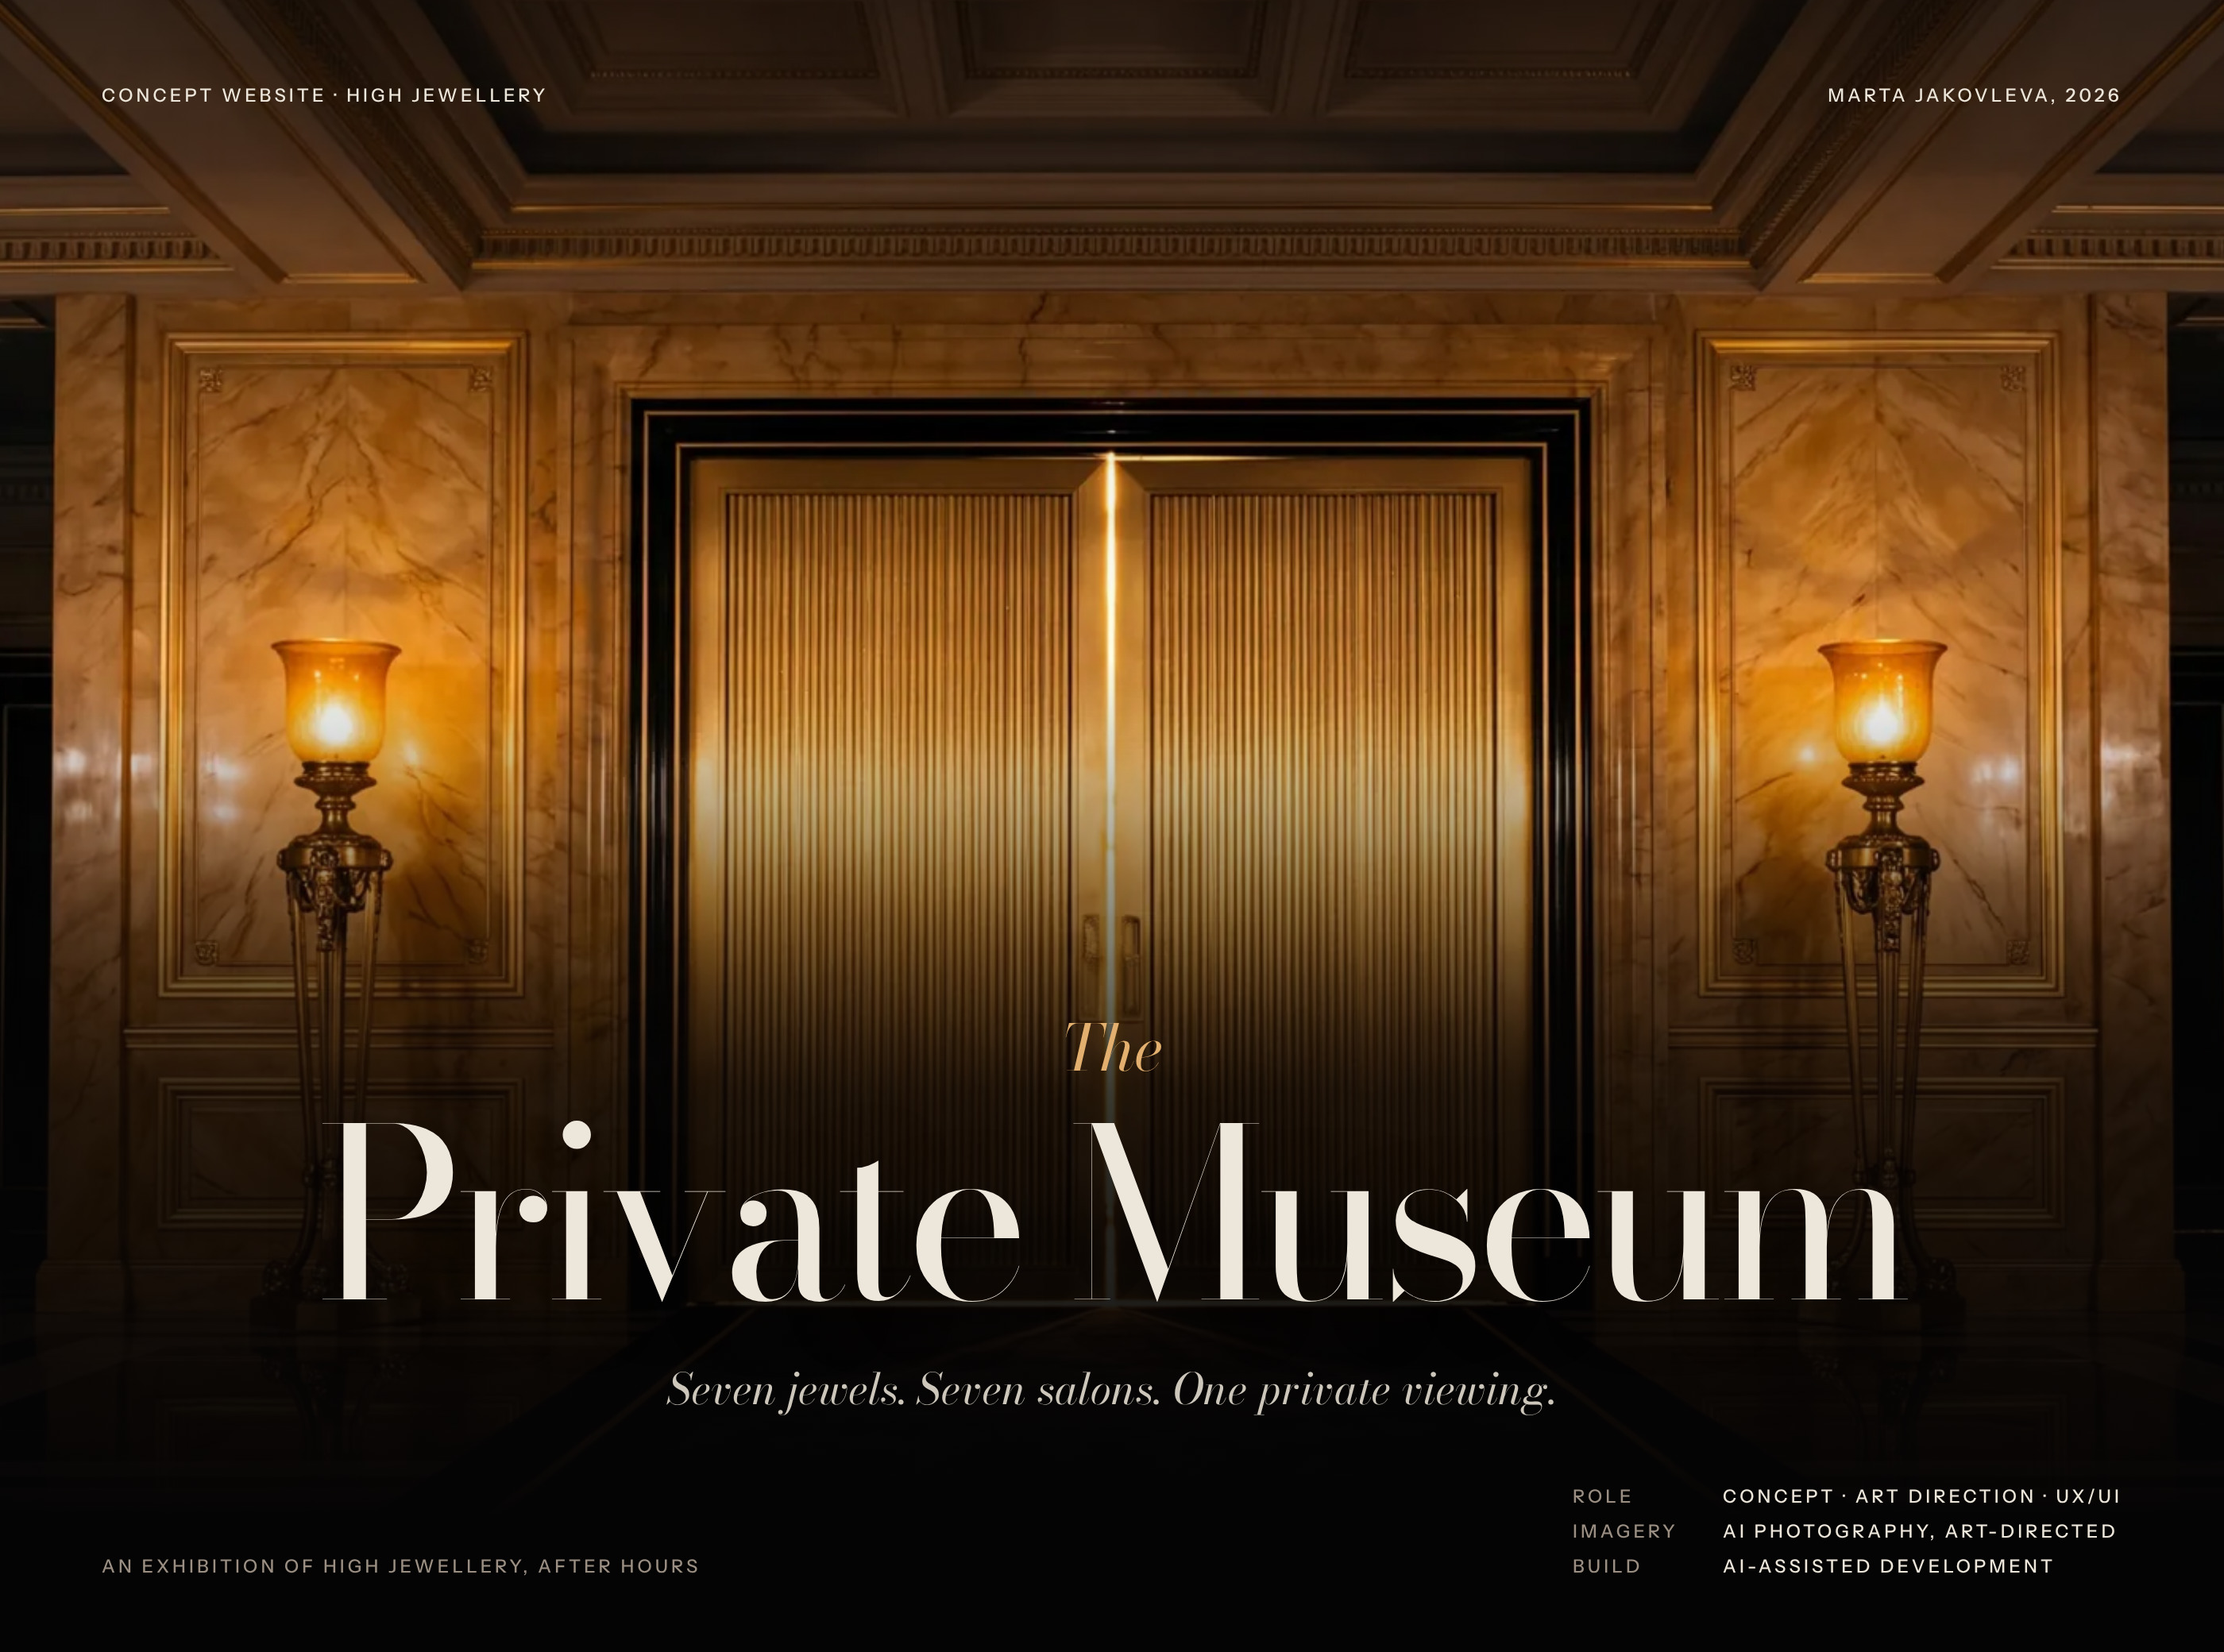 CONCEPT WEBSITE · HIGH JEWELLERY
MARTA JAKOVLEVA, 2026
The
Private Museum
Seven jewels. Seven salons. One private viewing.
ROLE CONCEPT · ART DIRECTION · UX/UI
IMAGERY AI PHOTOGRAPHY, ART-DIRECTED
BUILD AI-ASSISTED DEVELOPMENT
AN EXHIBITION OF HIGH JEWELLERY, AFTER HOURS